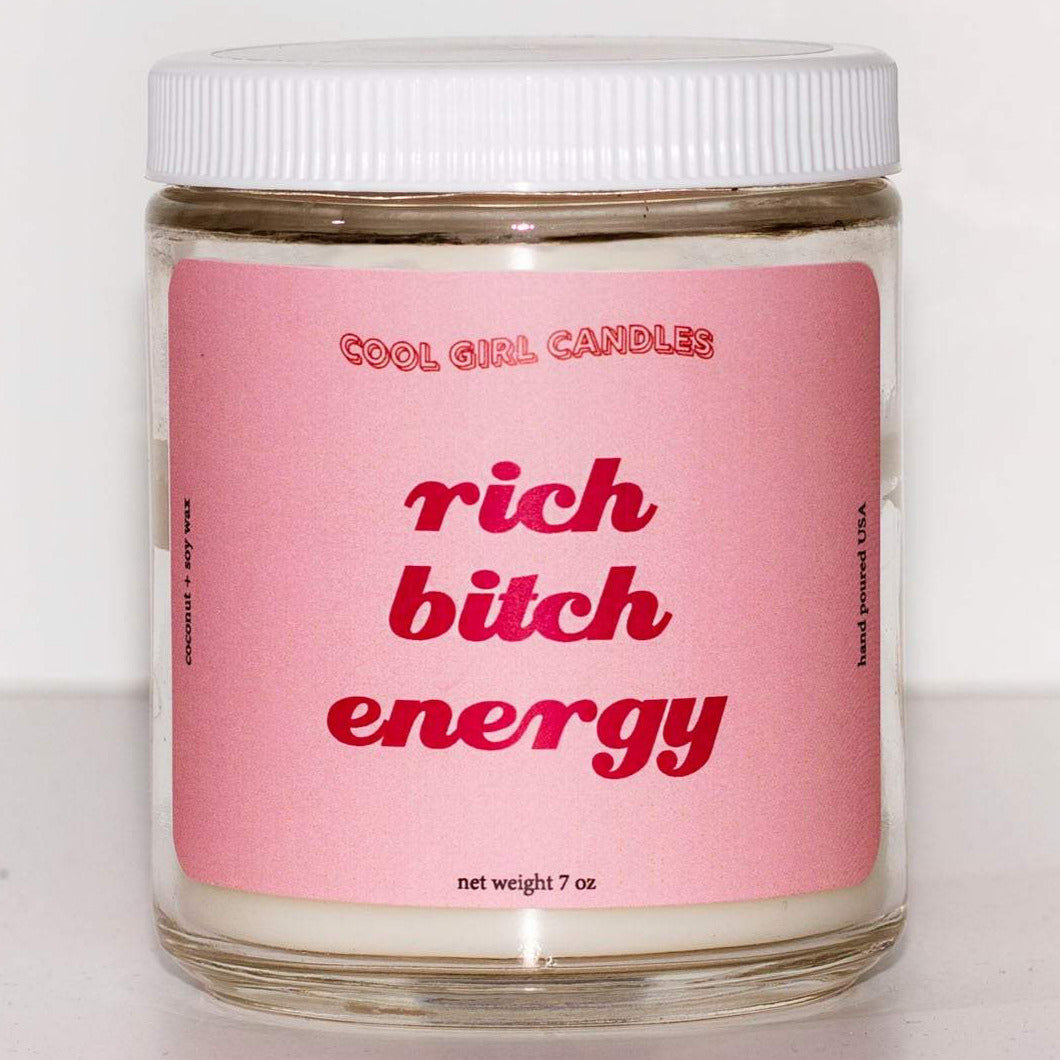 COOL GIRL CANDLES
rich
bitch
energy
coconut + soy wax
hand poured USA
net weight 7 oz